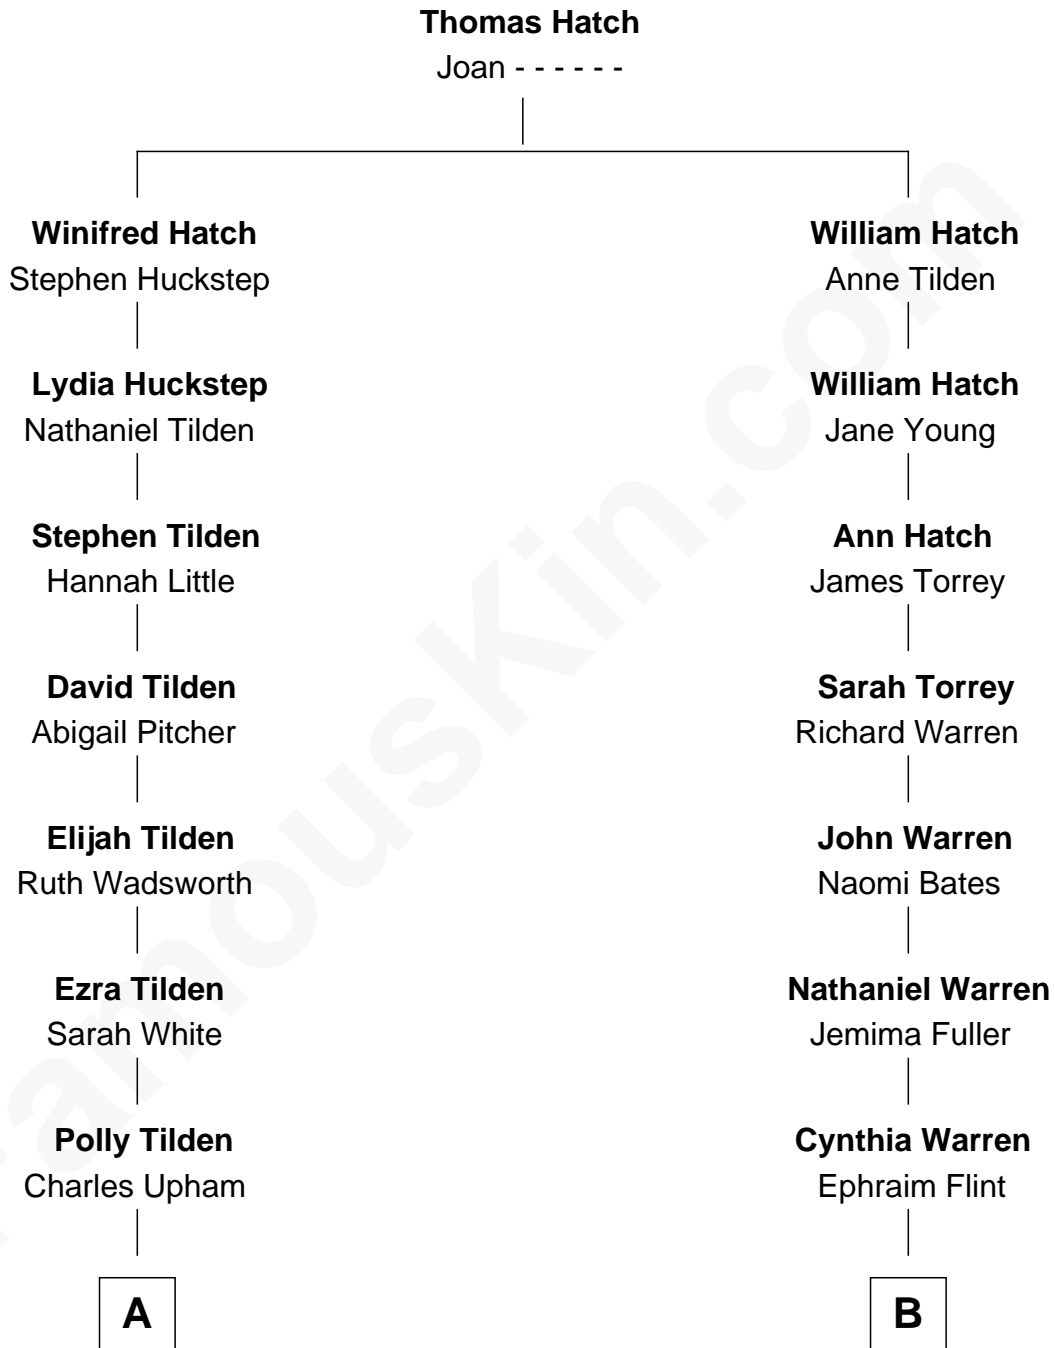 Thomas Hatch
Joan - - - - - -
Winifred Hatch
Stephen Huckstep
William Hatch
Anne Tilden
Lydia Huckstep
Nathaniel Tilden
William Hatch
Jane Young
Stephen Tilden
Hannah Little
Ann Hatch
James Torrey
David Tilden
Abigail Pitcher
Sarah Torrey
Richard Warren
Elijah Tilden
Ruth Wadsworth
John Warren
Naomi Bates
Ezra Tilden
Sarah White
Nathaniel Warren
Jemima Fuller
Polly Tilden
Charles Upham
Cynthia Warren
Ephraim Flint
A
B
FamousKin.com